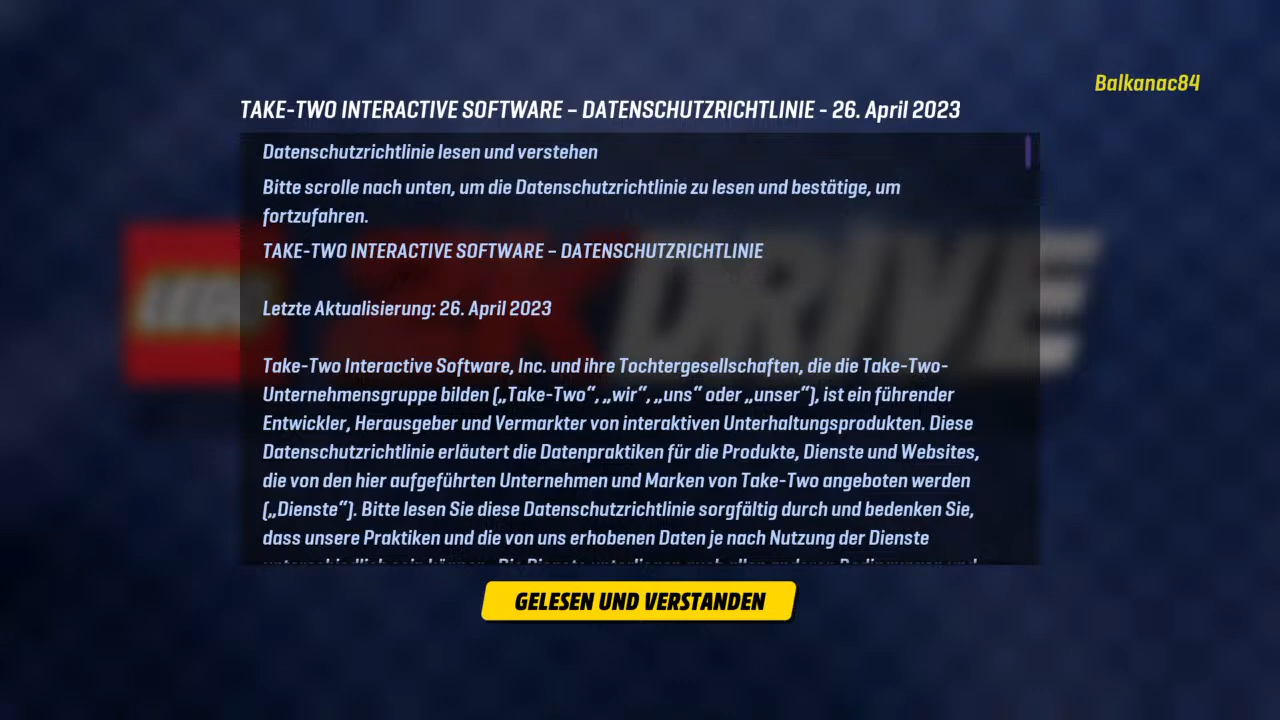 Balkanac84
TAKE-TWO INTERACTIVE SOFTWARE – DATENSCHUTZRICHTLINIE - 26. April 2023
Datenschutzrichtlinie lesen und verstehen
Bitte scrolle nach unten, um die Datenschutzrichtlinie zu lesen und bestätige, um
fortzufahren.
TAKE-TWO INTERACTIVE SOFTWARE – DATENSCHUTZRICHTLINIE
Letzte Aktualisierung: 26. April 2023
Take-Two Interactive Software, Inc. und ihre Tochtergesellschaften, die die Take-Two-
Unternehmensgruppe bilden („Take-Two“, „wir“, „uns“ oder „unser“), ist ein führender
Entwickler, Herausgeber und Vermarkter von interaktiven Unterhaltungsprodukten. Diese
Datenschutzrichtlinie erläutert die Datenpraktiken für die Produkte, Dienste und Websites,
die von den hier aufgeführten Unternehmen und Marken von Take-Two angeboten werden
(„Dienste“). Bitte lesen Sie diese Datenschutzrichtlinie sorgfältig durch und bedenken Sie,
dass unsere Praktiken und die von uns erhobenen Daten je nach Nutzung der Dienste
LEGO 2K DRIVE
GELESEN UND VERSTANDEN